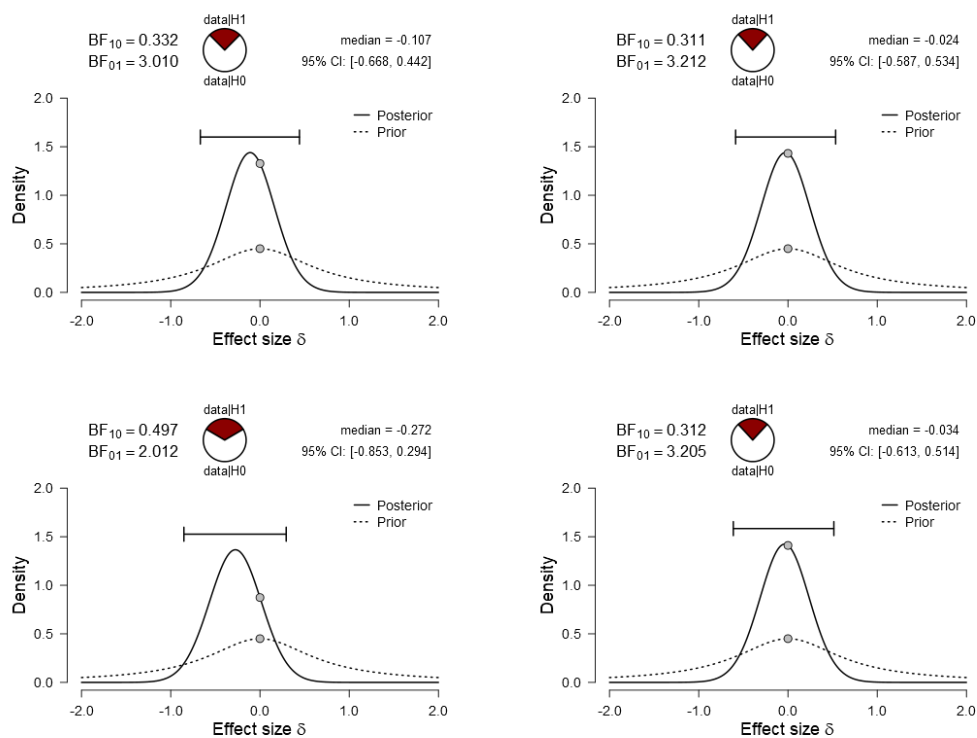 data|H1
BF10 = 0.332
BF01 = 3.010
median = -0.107
95% CI: [-0.668, 0.442]
data|H0
Posterior
Prior
2.0
1.5
1.0
0.5
0.0
Density
-2.0 -1.0 0.0 1.0 2.0
Effect size δ
data|H1
BF10 = 0.311
BF01 = 3.212
median = -0.024
95% CI: [-0.587, 0.534]
data|H0
Posterior
Prior
2.0
1.5
1.0
0.5
0.0
Density
-2.0 -1.0 0.0 1.0 2.0
Effect size δ
data|H1
BF10 = 0.497
BF01 = 2.012
median = -0.272
95% CI: [-0.853, 0.294]
data|H0
Posterior
Prior
2.0
1.5
1.0
0.5
0.0
Density
-2.0 -1.0 0.0 1.0 2.0
Effect size δ
data|H1
BF10 = 0.312
BF01 = 3.205
median = -0.034
95% CI: [-0.613, 0.514]
data|H0
Posterior
Prior
2.0
1.5
1.0
0.5
0.0
Density
-2.0 -1.0 0.0 1.0 2.0
Effect size δ